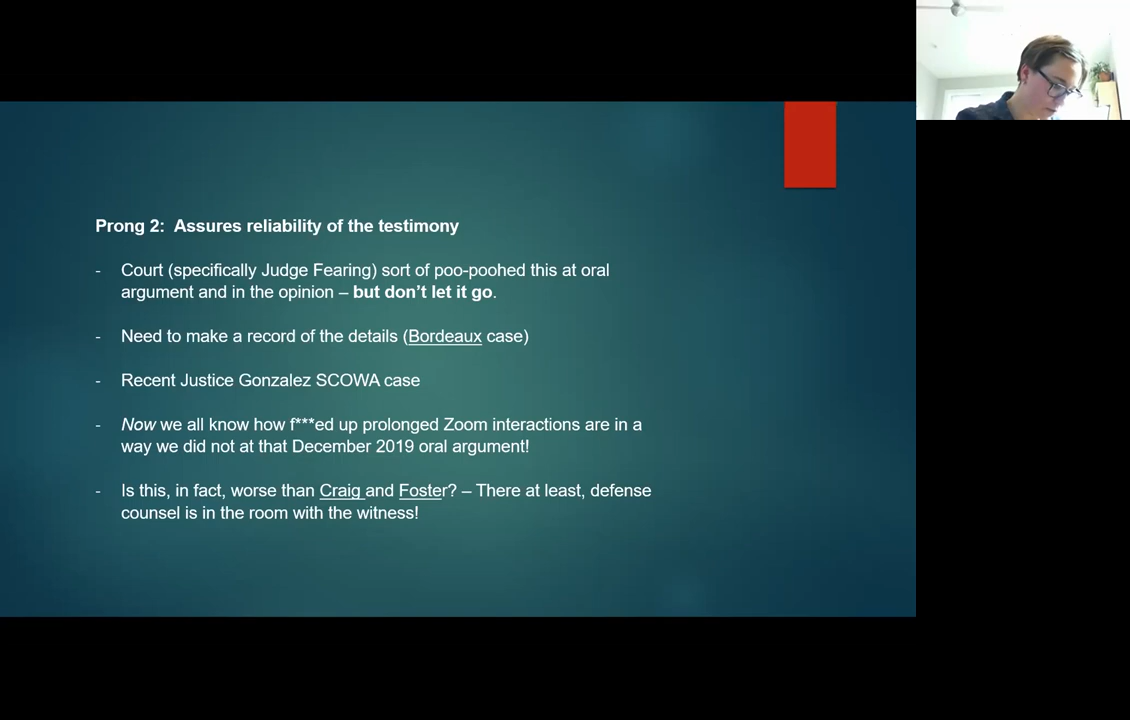 Prong 2:  Assures reliability of the testimony
- Court (specifically Judge Fearing) sort of poo-poohed this at oral
argument and in the opinion – but don't let it go.
- Need to make a record of the details (Bordeaux case)
- Recent Justice Gonzalez SCOWA case
- Now we all know how f***ed up prolonged Zoom interactions are in a
way we did not at that December 2019 oral argument!
- Is this, in fact, worse than Craig and Foster? – There at least, defense
counsel is in the room with the witness!